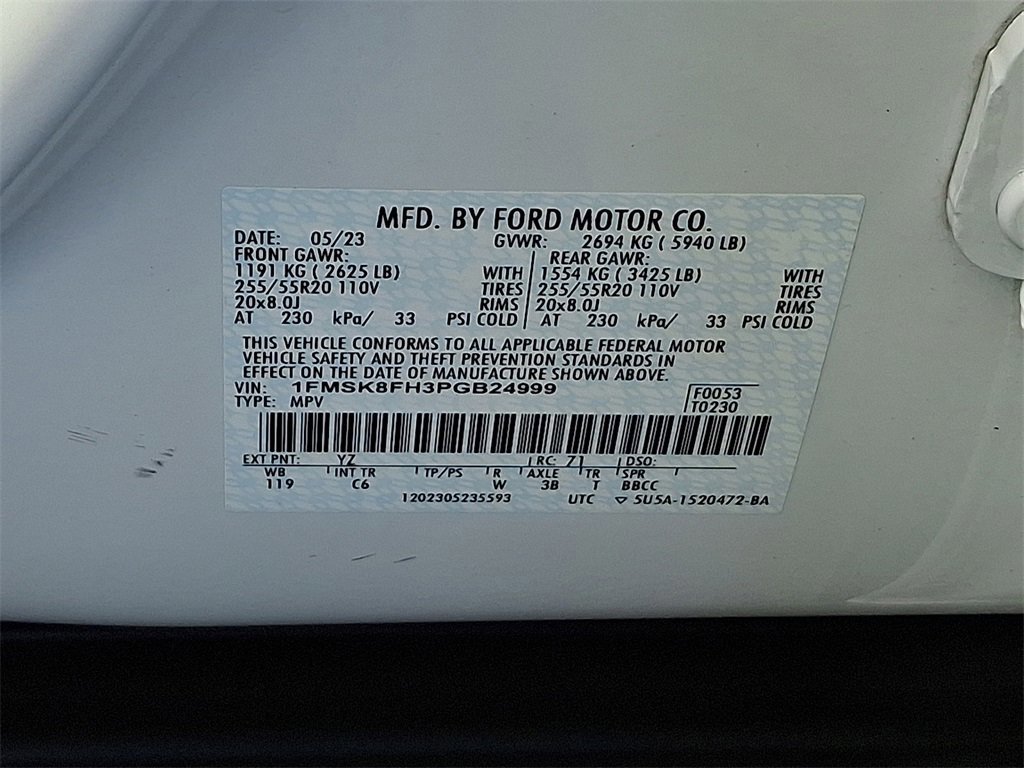 MFD. BY FORD MOTOR CO.
DATE: 05/23 GVWR: 2694 KG ( 5940 LB)
FRONT GAWR: REAR GAWR:
1191 KG ( 2625 LB) WITH 1554 KG ( 3425 LB) WITH
255/55R20 110V TIRES 255/55R20 110V TIRES
20x8.0J RIMS 20x8.0J RIMS
AT 230 kPa/ 33 PSI COLD AT 230 kPa/ 33 PSI COLD
THIS VEHICLE CONFORMS TO ALL APPLICABLE FEDERAL MOTOR
VEHICLE SAFETY AND THEFT PREVENTION STANDARDS IN
EFFECT ON THE DATE OF MANUFACTURE SHOWN ABOVE.
VIN: 1FMSK8FH3PGB24999 F0053
TYPE: MPV T0230
EXT PNT: YZ RC: 71 DSO:
WB INT TR TP/PS R AXLE TR SPR
119 C6 W 3B T BBCC
1202305235593 UTC ▽ 5U5A-1520472-BA